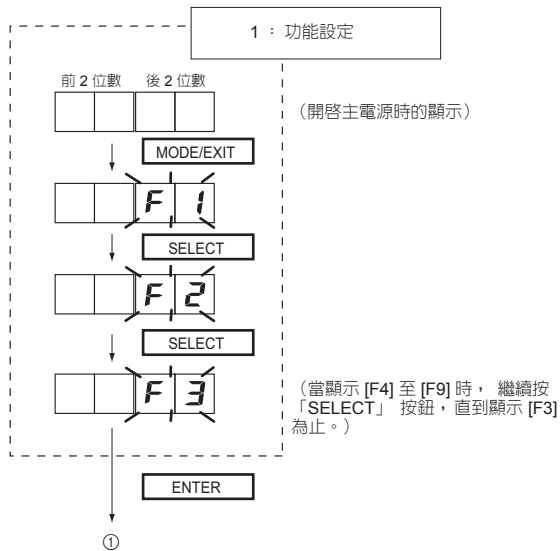 1 : 功能設定
前 2 位數 後 2 位數
(開啓主電源時的顯示)
MODE/EXIT
F 1
SELECT
F 2
SELECT
F 3
(當顯示 [F4] 至 [F9] 時, 繼續按
「SELECT」 按鈕,直到顯示 [F3]
為止。)
ENTER
①